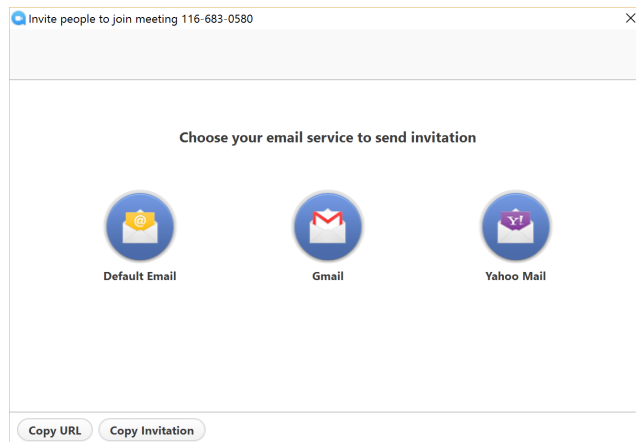 Invite people to join meeting 116-683-0580
Choose your email service to send invitation
@
Y!
Default Email
Gmail
Yahoo Mail
Copy URL
Copy Invitation